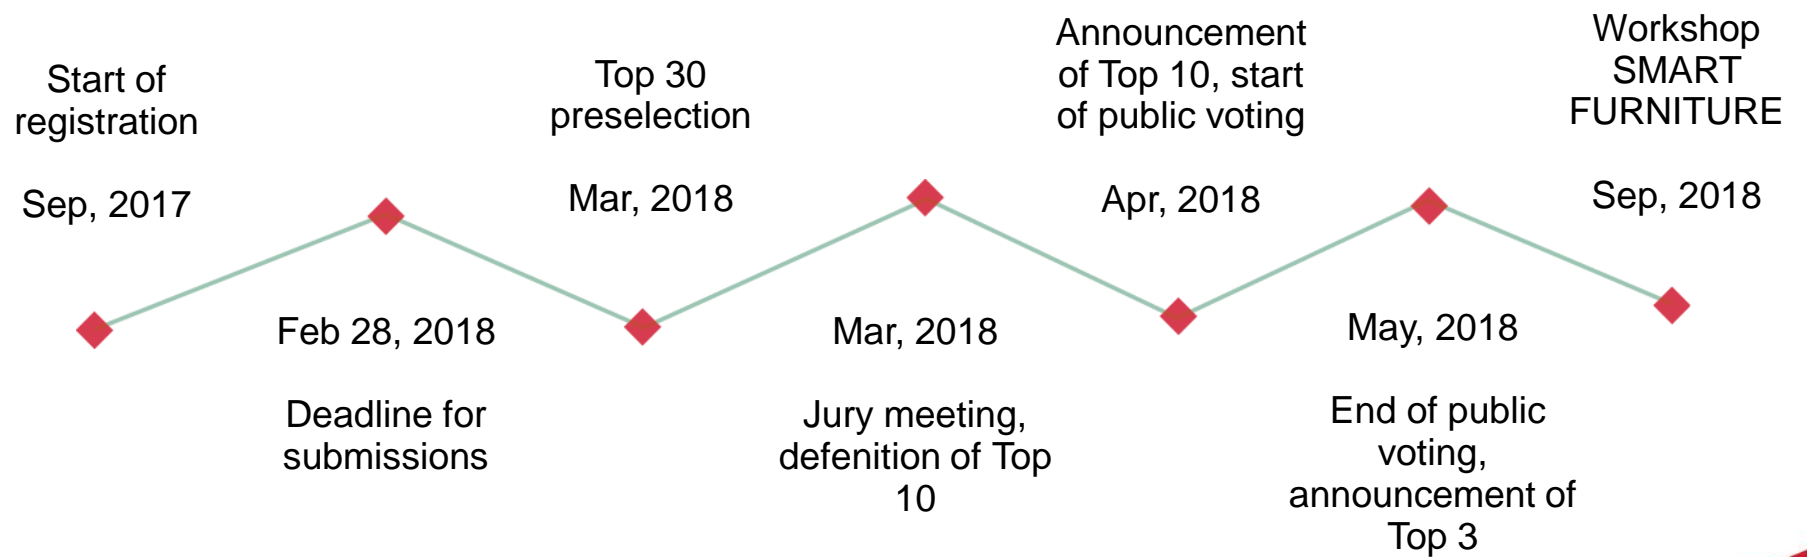 Start of
registration
Sep, 2017
Feb 28, 2018
Deadline for
submissions
Top 30
preselection
Mar, 2018
Mar, 2018
Jury meeting,
defenition of Top
10
Announcement
of Top 10, start
of public voting
Apr, 2018
May, 2018
End of public
voting,
announcement of
Top 3
Workshop
SMART
FURNITURE
Sep, 2018